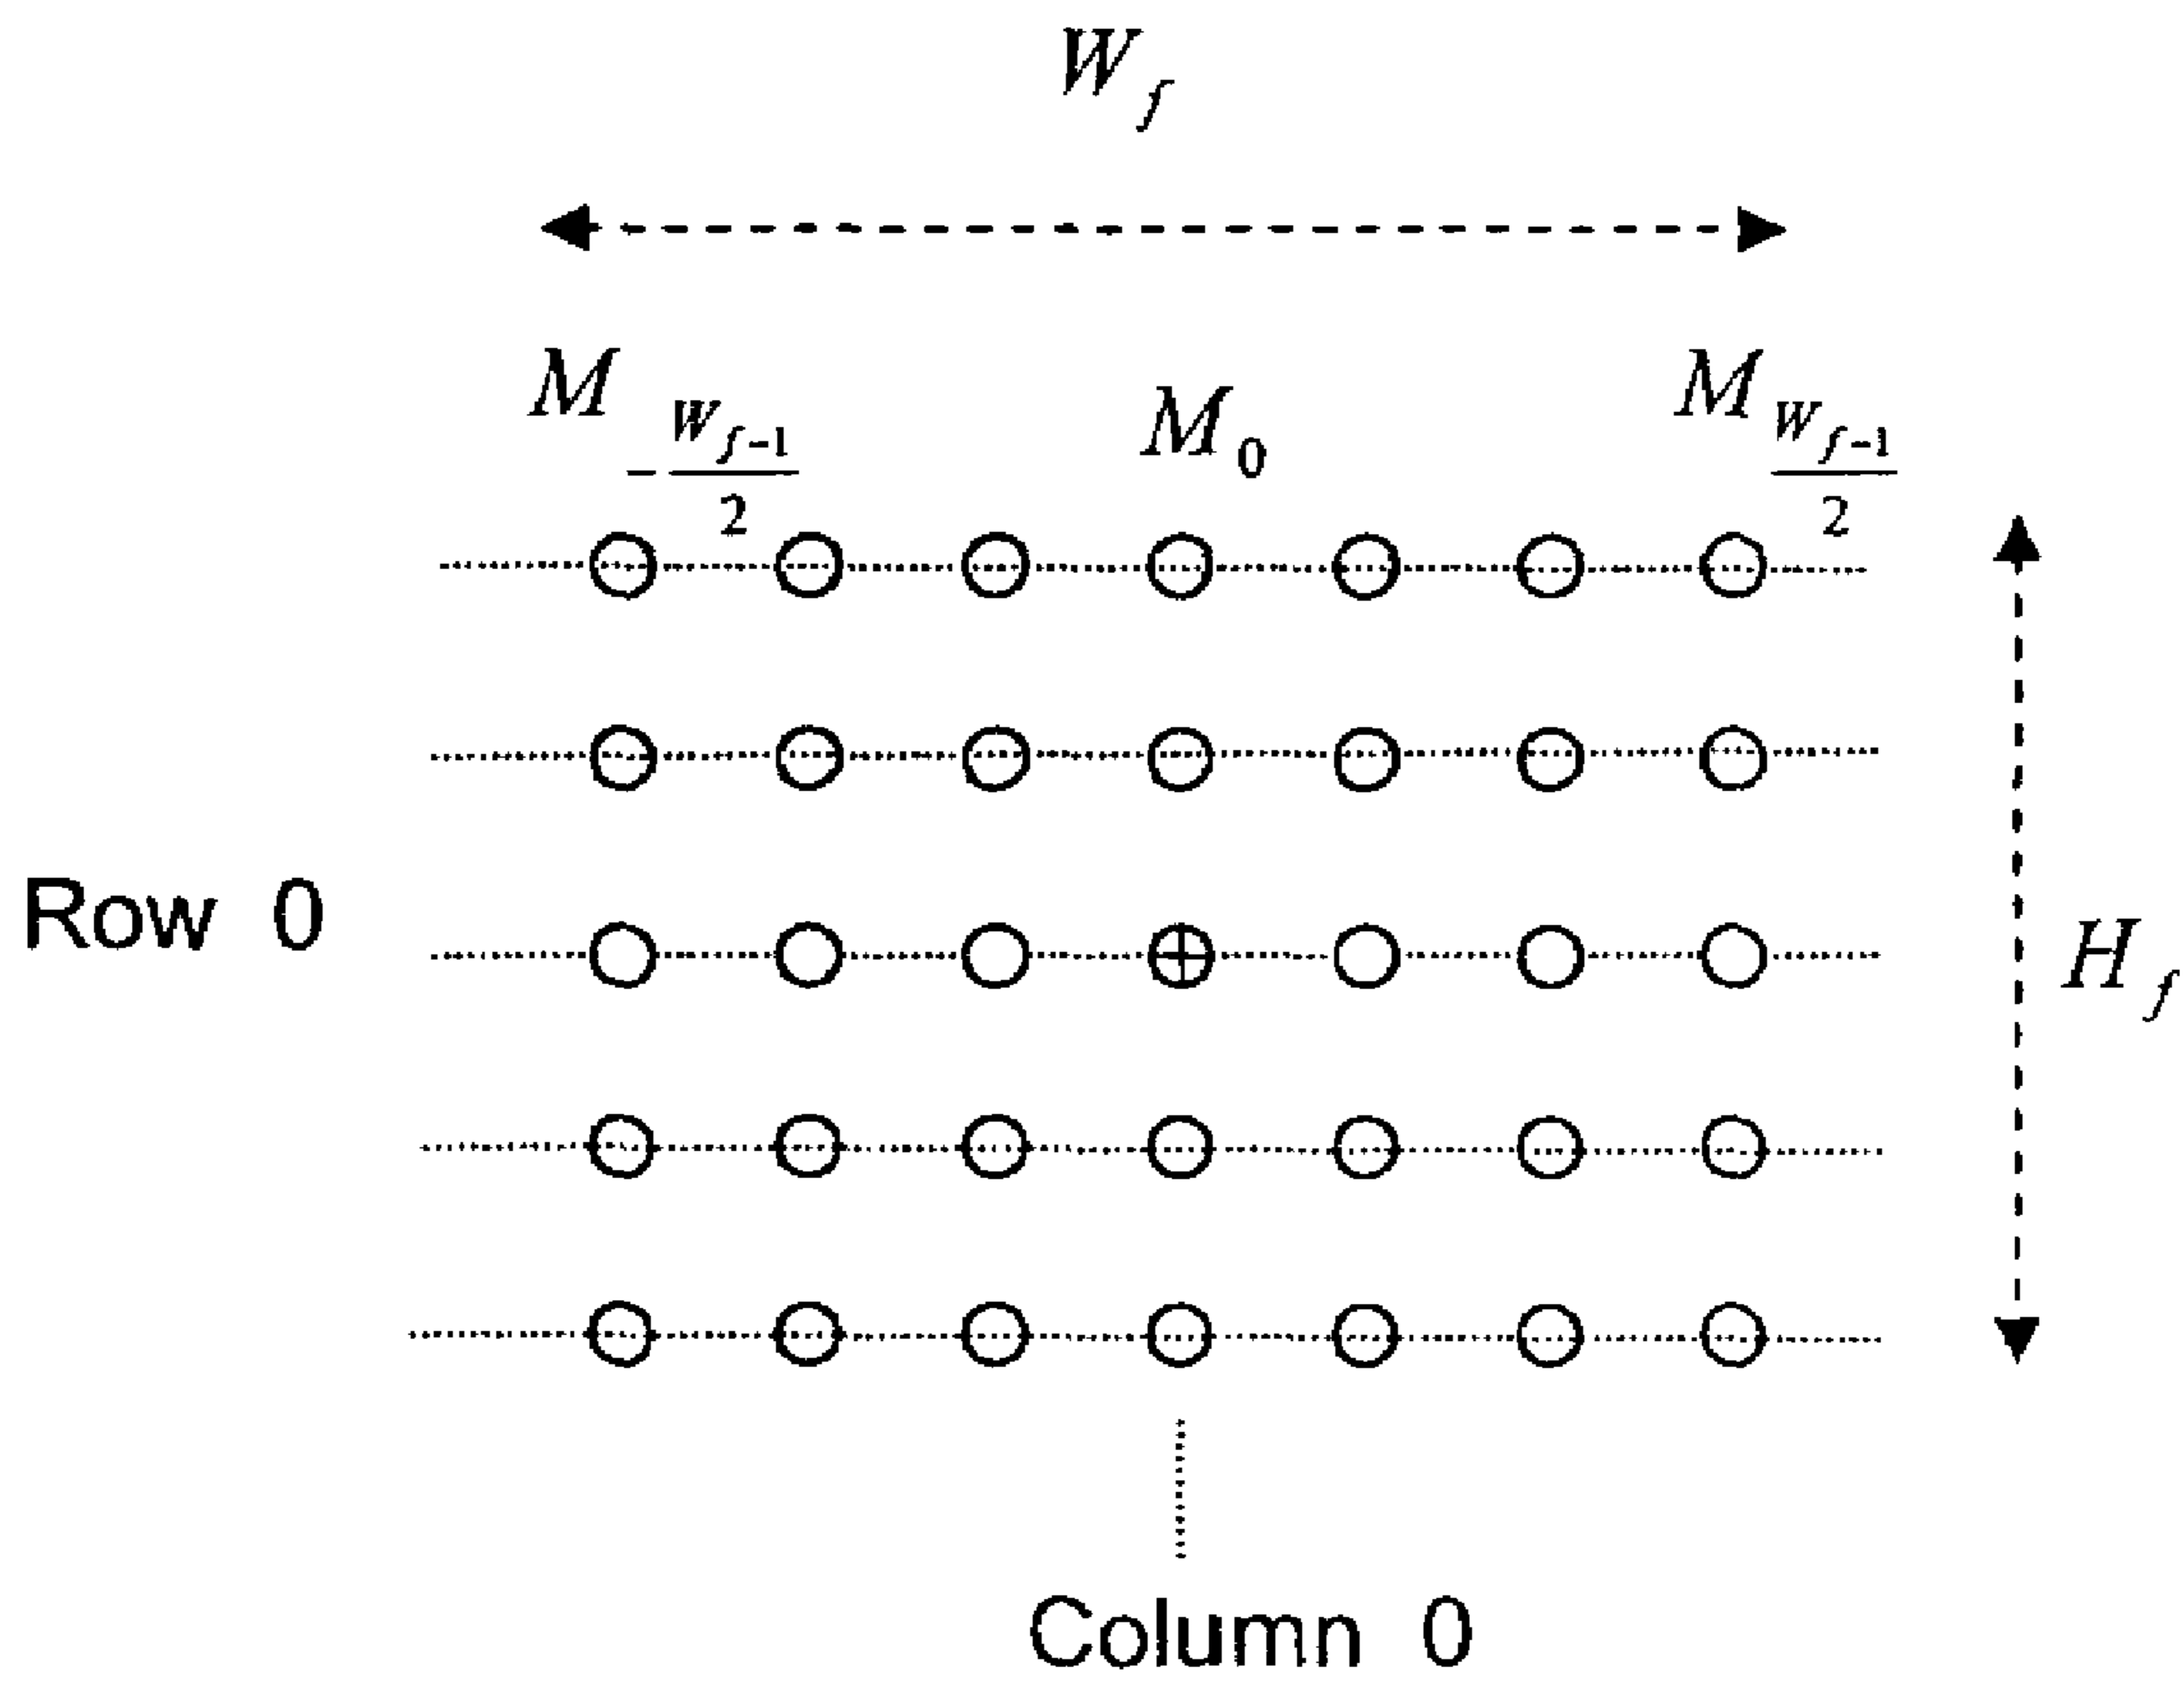 W_f
M_{-\frac{W_{f-1}}{2}} M_0 M_{\frac{W_{f-1}}{2}}
Row 0
H_f
Column 0